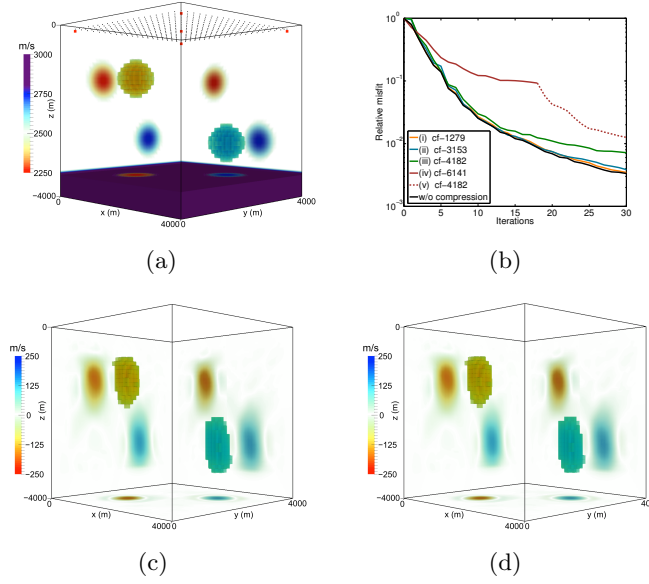 m/s
3000
2750
2500
2250
z (m)
0
−4000
0
x (m)
4000
0
y (m)
4000
(a)
Relative misfit
10^0
10^−1
10^−2
10^−3
(i) cf−1279
(ii) cf−3153
(iii) cf−4182
(iv) cf−6141
(v) cf−4182
w/o compression
0 5 10 15 20 25 30
Iterations
(b)
m/s
250
125
0
−125
−250
z (m)
0
−4000
0
x (m)
4000
0
y (m)
4000
(c)
m/s
250
125
0
−125
−250
z (m)
0
−4000
0
x (m)
4000
0
y (m)
4000
(d)